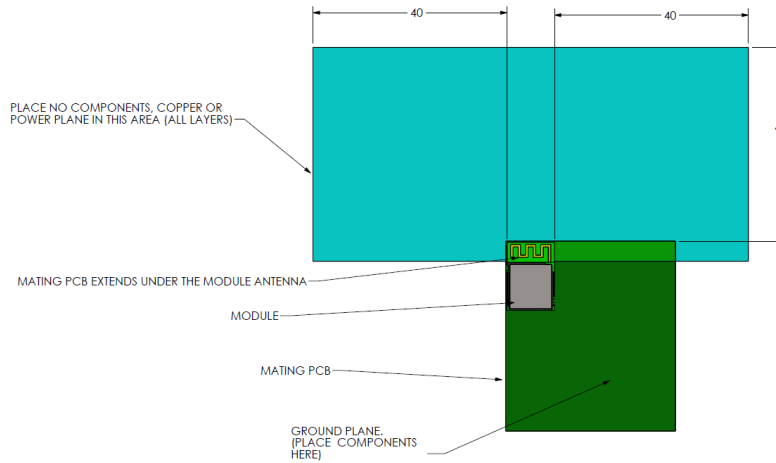 40
40
PLACE NO COMPONENTS, COPPER OR
POWER PLANE IN THIS AREA (ALL LAYERS)
MATING PCB EXTENDS UNDER THE MODULE ANTENNA
MODULE
MATING PCB
GROUND PLANE.
(PLACE COMPONENTS
HERE)